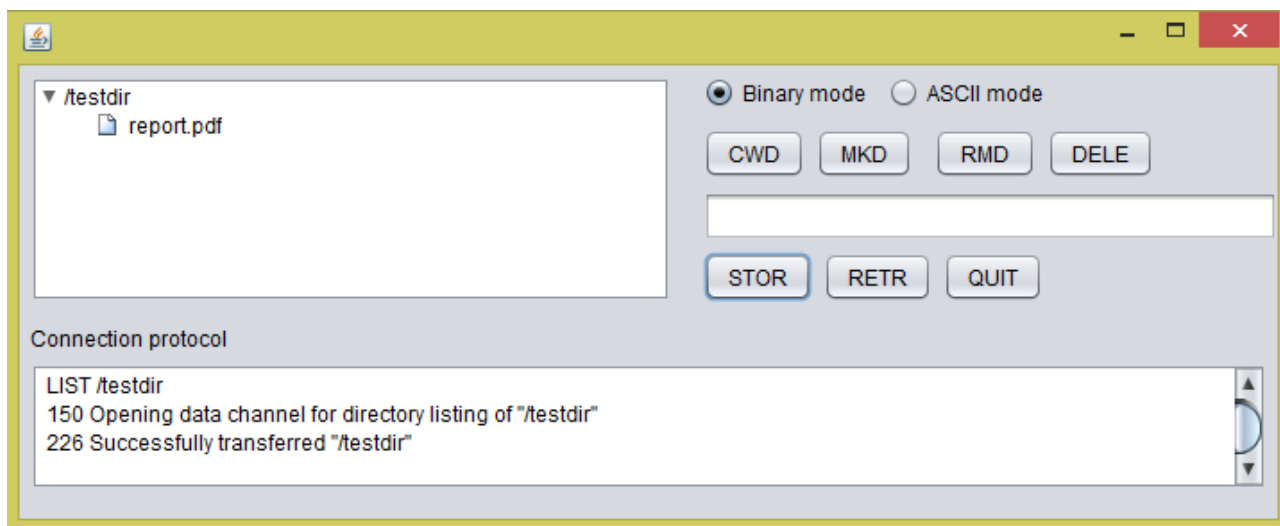 /testdir
report.pdf
Binary mode ASCII mode
CWD MKD RMD DELE
STOR RETR QUIT
Connection protocol
LIST /testdir
150 Opening data channel for directory listing of "/testdir"
226 Successfully transferred "/testdir"